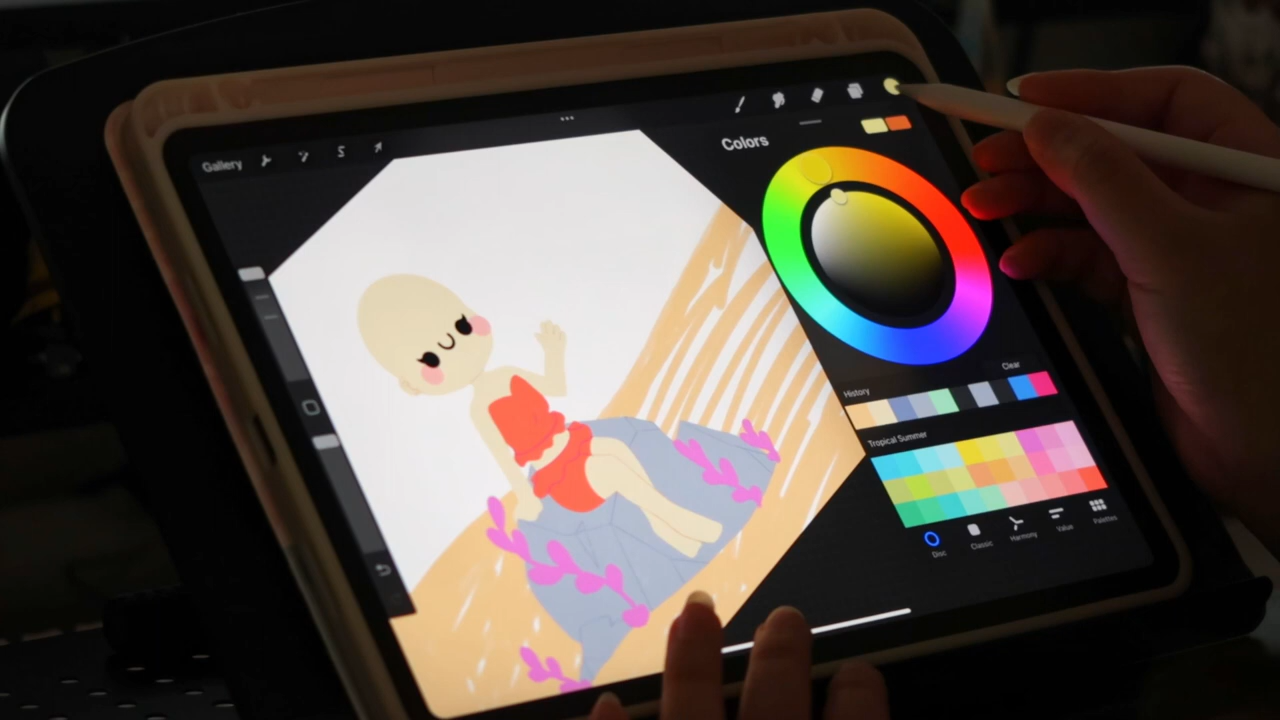 Gallery
Colors
Clear
History
Tropical Summer
Disc
Classic
Harmony
Value
Palettes